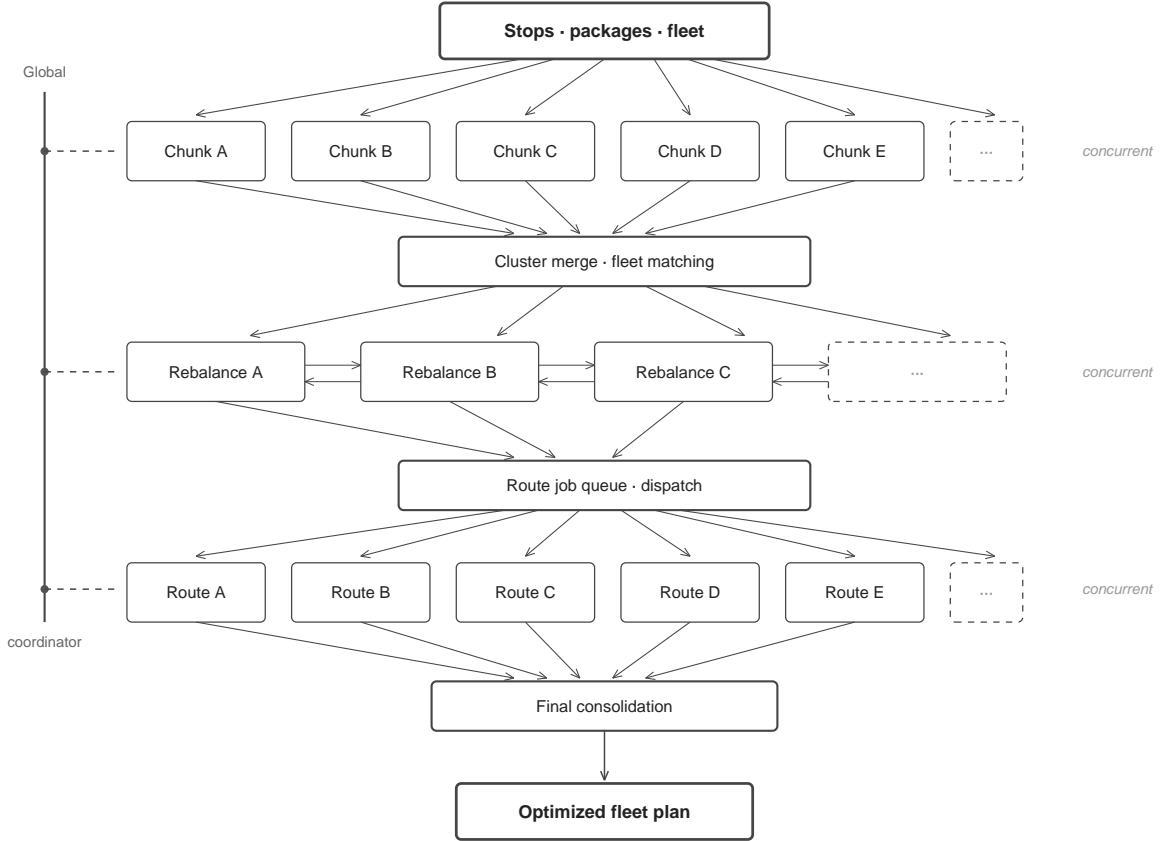 Stops · packages · fleet
Global
Chunk A
Chunk B
Chunk C
Chunk D
Chunk E
...
concurrent
Cluster merge · fleet matching
Rebalance A
Rebalance B
Rebalance C
...
concurrent
Route job queue · dispatch
Route A
Route B
Route C
Route D
Route E
...
concurrent
coordinator
Final consolidation
Optimized fleet plan